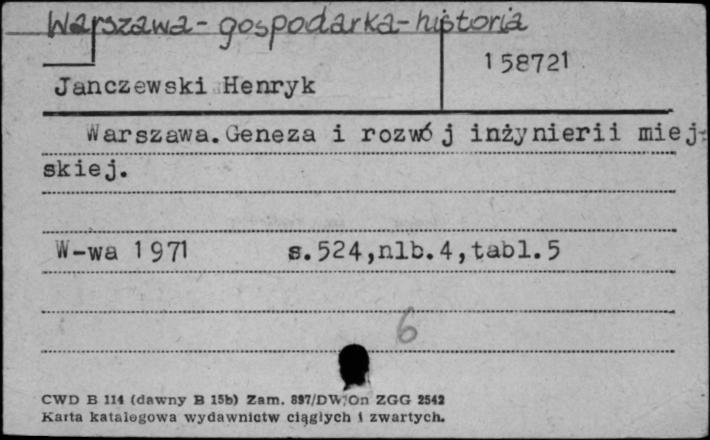 Warszawa - gospodarka - historia
158721
Janczewski Henryk
Warszawa.Geneza i rozwój inżynierii miej-
skiej.
W-wa 1971 s.524,nlb.4,tabl.5
6
CWD B 114 (dawny B 15b) Zam. 897/DW/On ZGG 2542
Karta katalogowa wydawnictw ciągłych i zwartych.